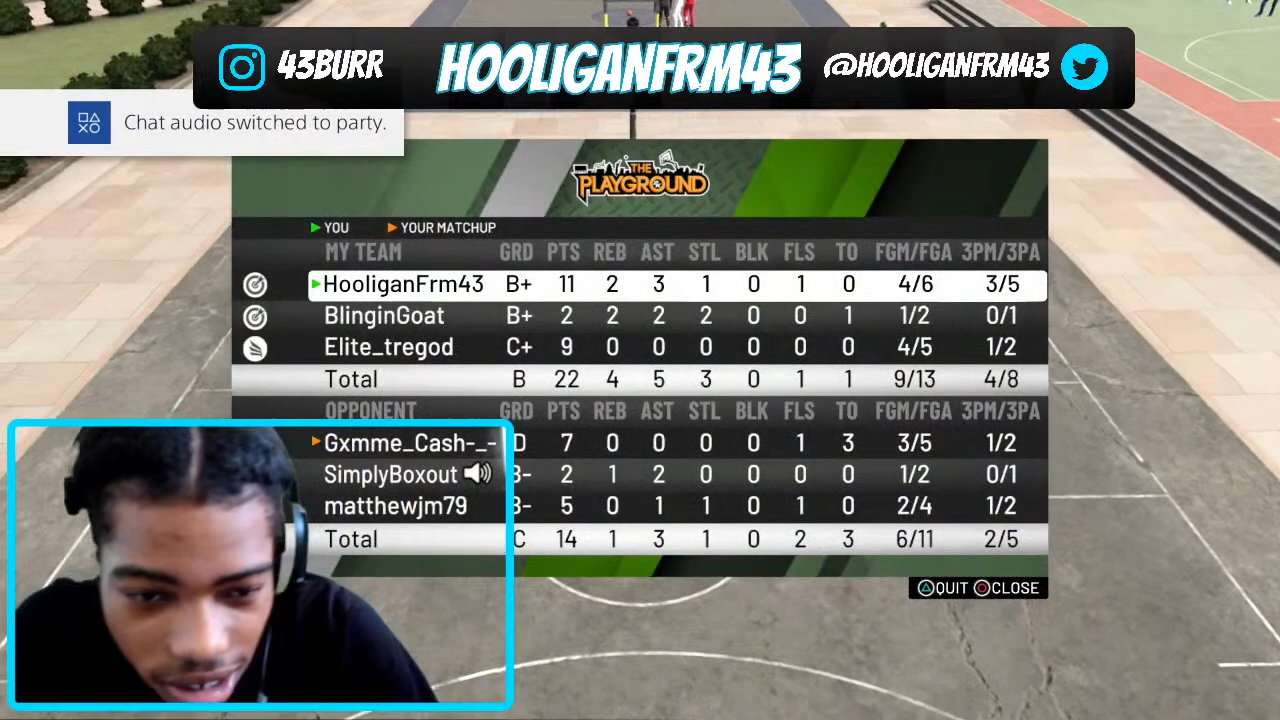 43BURR HOOLIGANFRM43 @HOOLIGANFRM43
Chat audio switched to party.
THE
PLAYGROUND
YOU YOUR MATCHUP
MY TEAM GRD PTS REB AST STL BLK FLS TO FGM/FGA 3PM/3PA
HooliganFrm43 B+ 11 2 3 1 0 1 0 4/6 3/5
BlinginGoat B+ 2 2 2 2 0 0 1 1/2 0/1
Elite_tregod C+ 9 0 0 0 0 0 0 4/5 1/2
Total B 22 4 5 3 0 1 1 9/13 4/8
OPPONENT GRD PTS REB AST STL BLK FLS TO FGM/FGA 3PM/3PA
Gxmme_Cash-_- D 7 0 0 0 0 1 3 3/5 1/2
SimplyBoxout B- 2 1 2 0 0 0 0 1/2 0/1
matthewjm79 B- 5 0 1 1 0 1 0 2/4 1/2
Total C 14 1 3 1 0 2 3 6/11 2/5
QUIT CLOSE